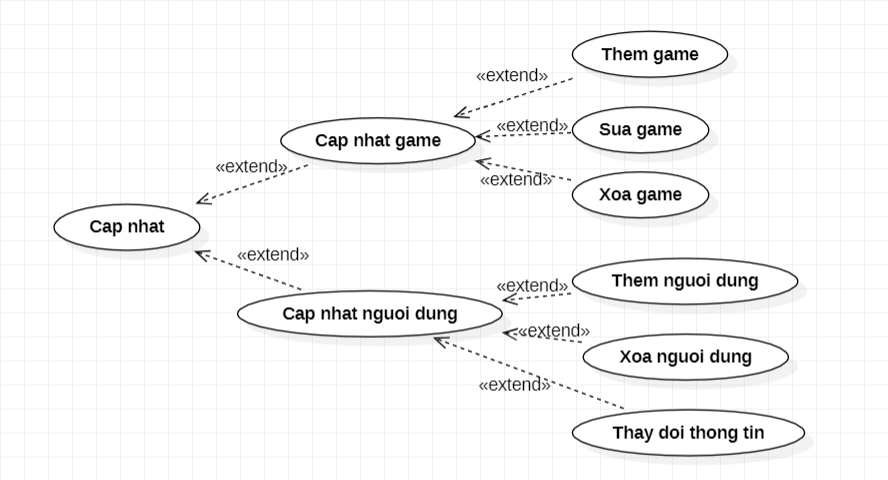 Them game
«extend»
Sua game
«extend»
Cap nhat game
«extend»
Xoa game
«extend»
Cap nhat
«extend»
Them nguoi dung
«extend»
Cap nhat nguoi dung
«extend»
Xoa nguoi dung
«extend»
Thay doi thong tin